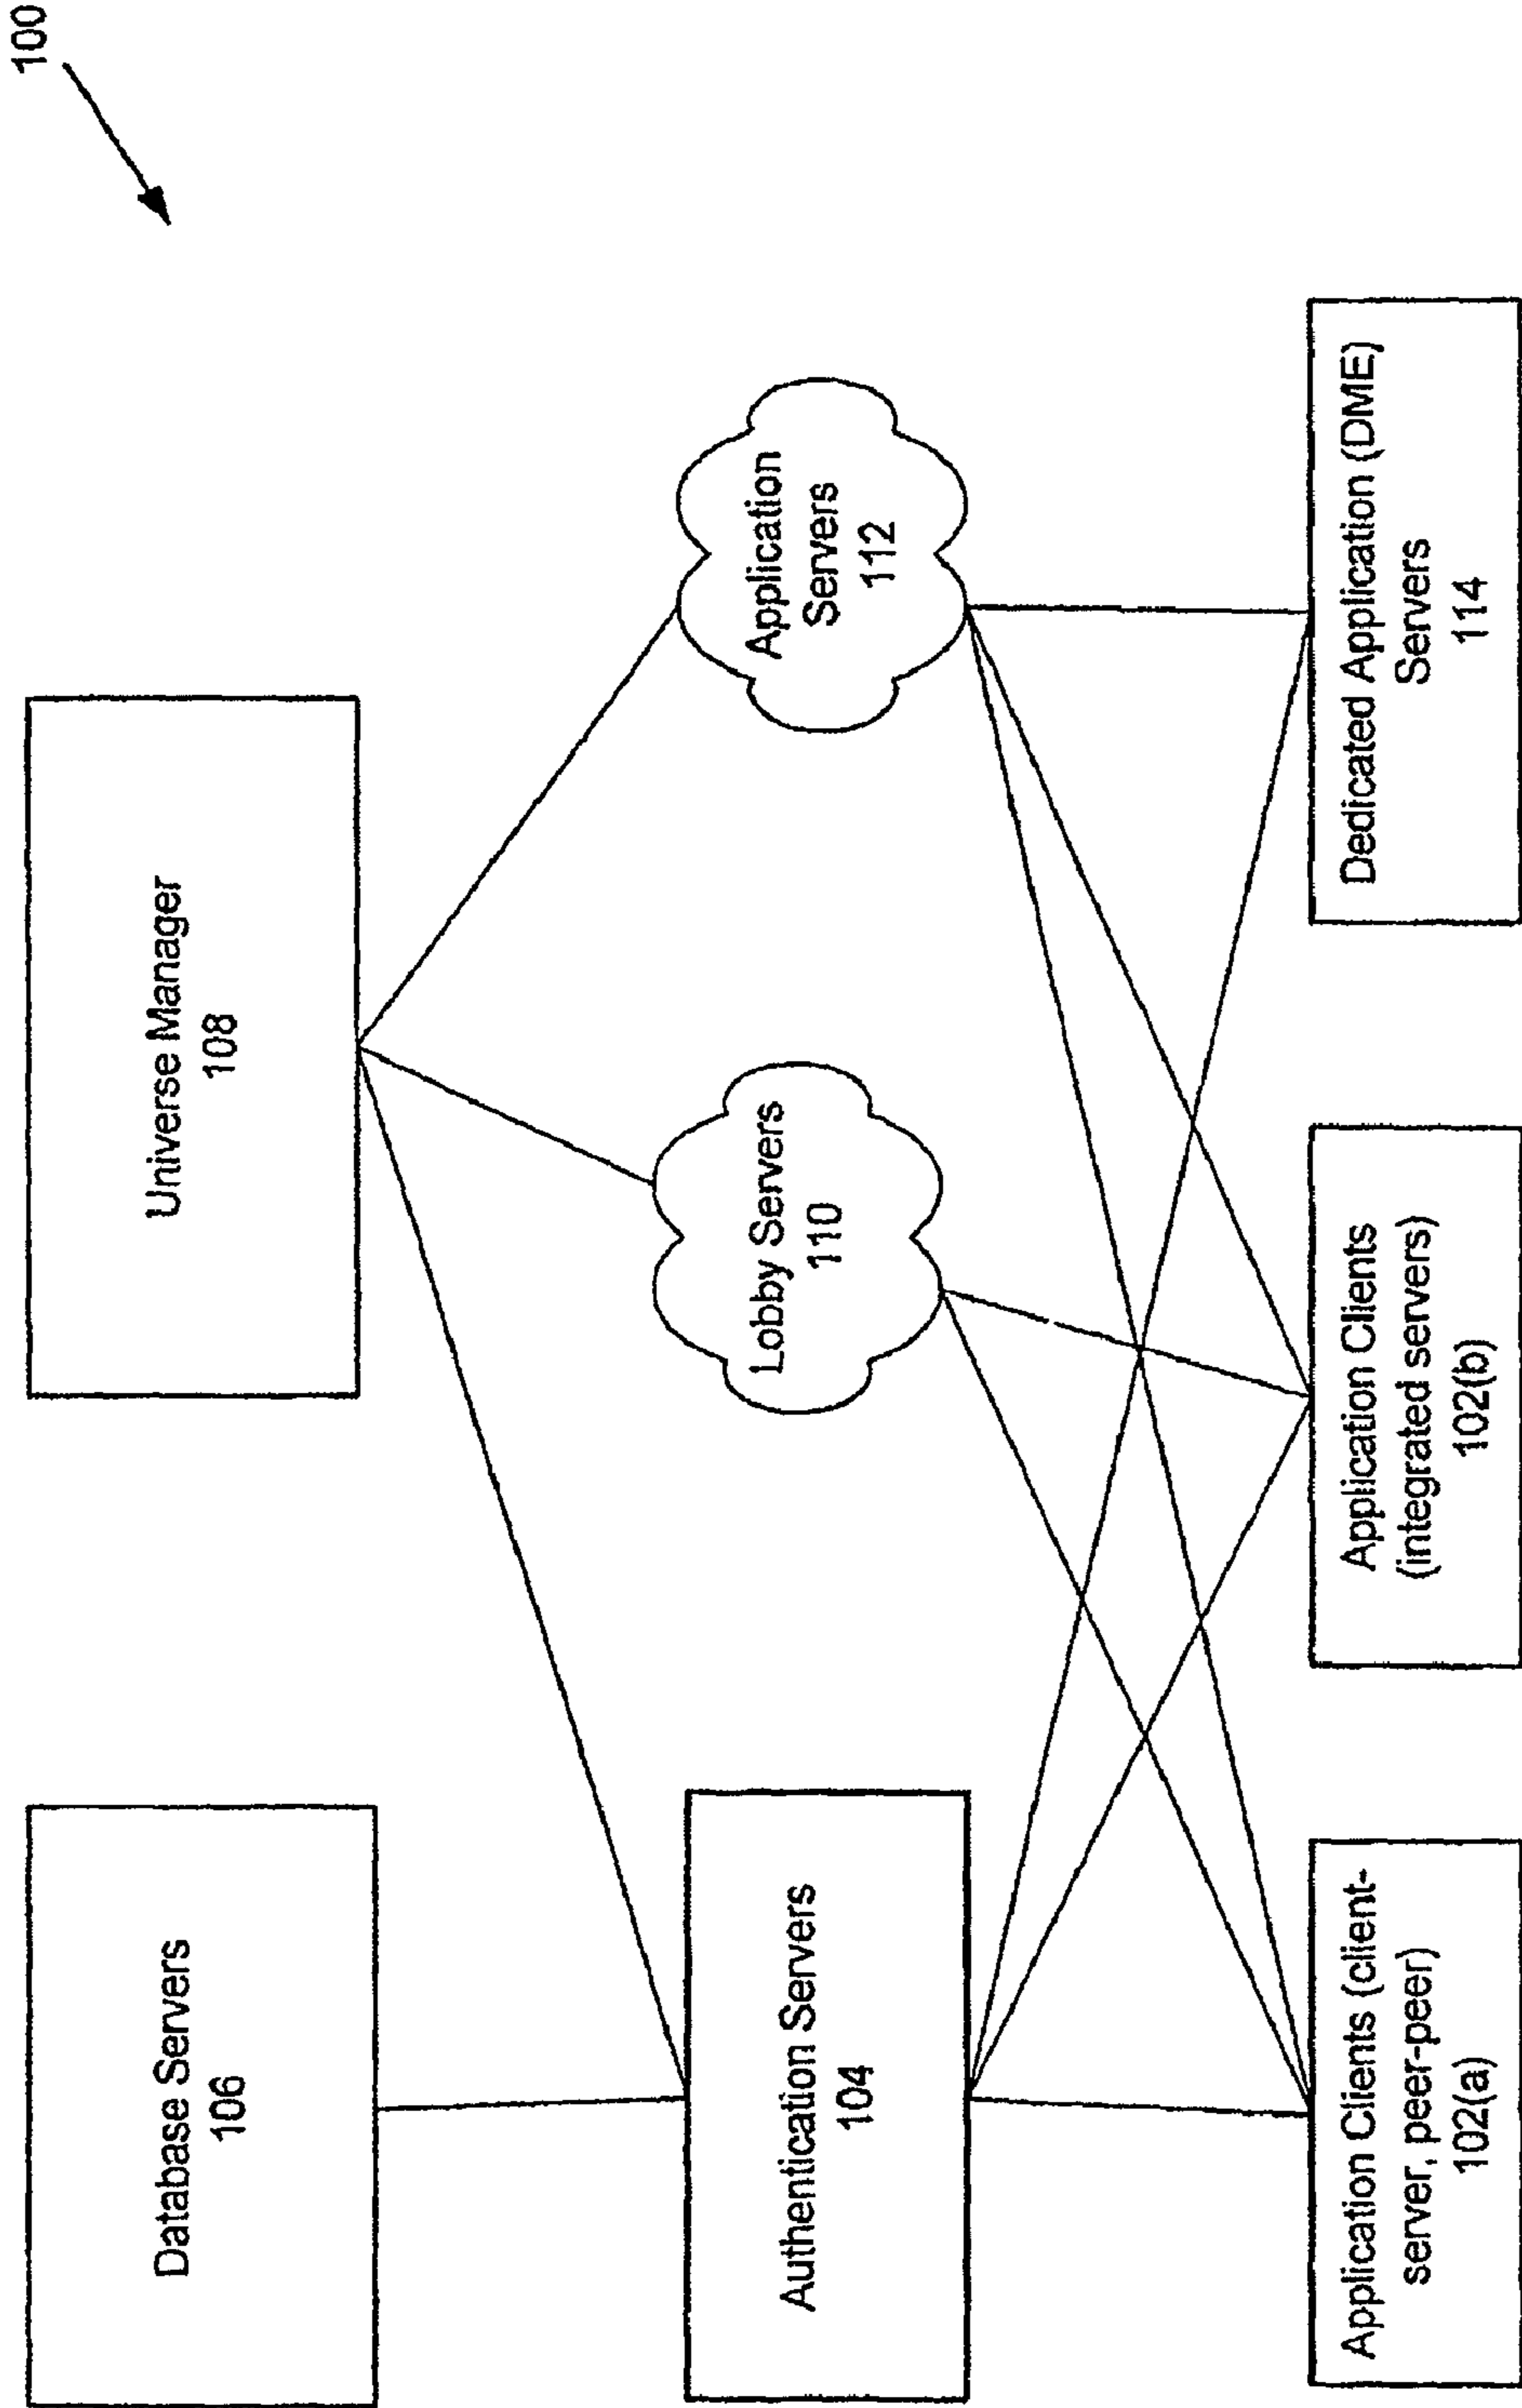 100
Database Servers
106
Universe Manager
108
Authentication Servers
104
Lobby Servers
110
Application
Servers
112
Application Clients (client-
server, peer-peer)
102(a)
Application Clients
(integrated servers)
102(b)
Dedicated Application (DME)
Servers
114